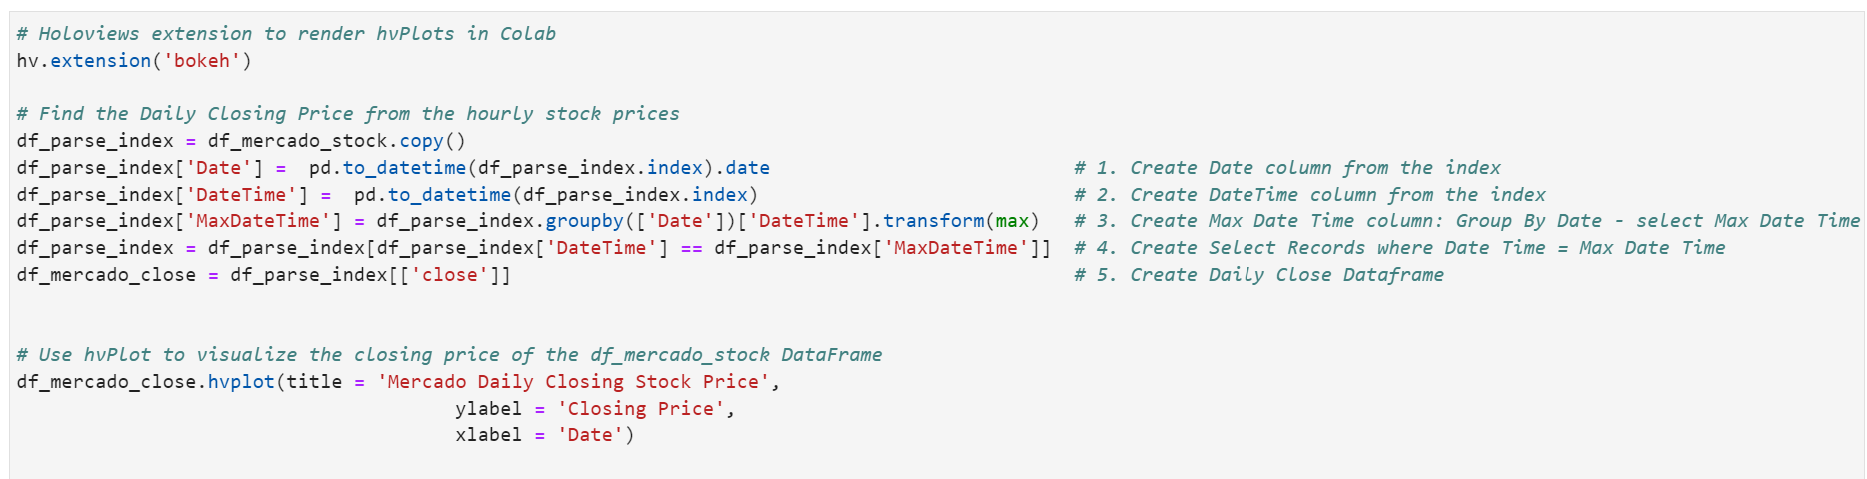 # Holoviews extension to render hvPlots in Colab
hv.extension('bokeh')
# Find the Daily Closing Price from the hourly stock prices
df_parse_index = df_mercado_stock.copy()
df_parse_index['Date'] =  pd.to_datetime(df_parse_index.index).date                           # 1. Create Date column from the index
df_parse_index['DateTime'] =  pd.to_datetime(df_parse_index.index)                            # 2. Create DateTime column from the index
df_parse_index['MaxDateTime'] = df_parse_index.groupby(['Date'])['DateTime'].transform(max)   # 3. Create Max Date Time column: Group By Date - select Max Date Time
df_parse_index = df_parse_index[df_parse_index['DateTime'] == df_parse_index['MaxDateTime']]  # 4. Create Select Records where Date Time = Max Date Time
df_mercado_close = df_parse_index[['close']]                                                  # 5. Create Daily Close Dataframe
# Use hvPlot to visualize the closing price of the df_mercado_stock DataFrame
df_mercado_close.hvplot(title = 'Mercado Daily Closing Stock Price',
                                       ylabel = 'Closing Price',
                                       xlabel = 'Date')